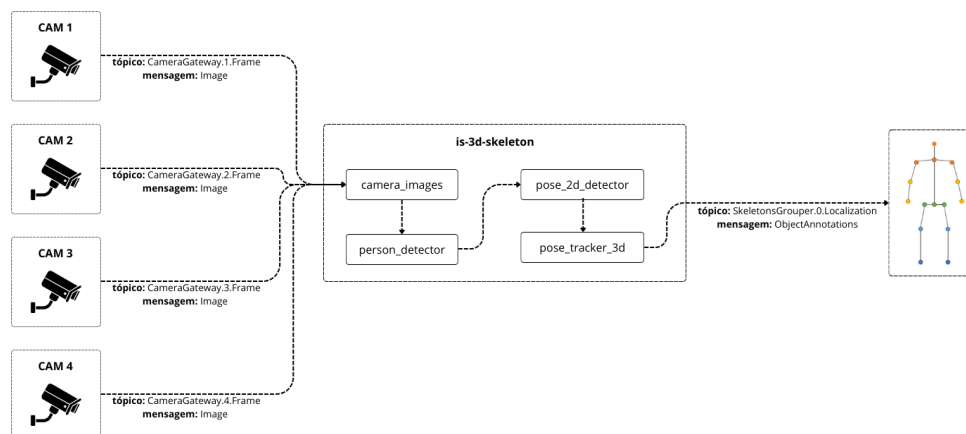 CAM 1
tópico: CameraGateway.1.Frame
mensagem: Image
CAM 2
tópico: CameraGateway.2.Frame
mensagem: Image
CAM 3
tópico: CameraGateway.3.Frame
mensagem: Image
CAM 4
tópico: CameraGateway.4.Frame
mensagem: Image
is-3d-skeleton
camera_images
person_detector
pose_2d_detector
pose_tracker_3d
tópico: SkeletonsGrouper.0.Localization
mensagem: ObjectAnnotations